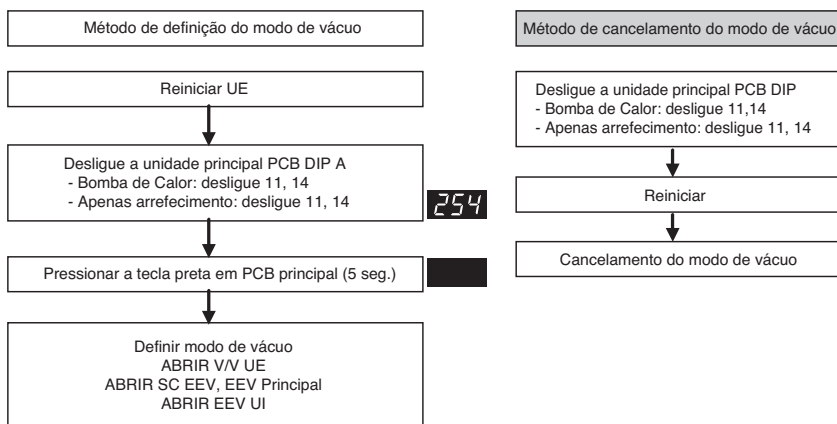 Método de definição do modo de vácuo
Reiniciar UE
Desligue a unidade principal PCB DIP A
- Bomba de Calor: desligue 11, 14
- Apenas arrefecimento: desligue 11, 14
254
Pressionar a tecla preta em PCB principal (5 seg.)
Definir modo de vácuo
ABRIR V/V UE
ABRIR SC EEV, EEV Principal
ABRIR EEV UI
Método de cancelamento do modo de vácuo
Desligue a unidade principal PCB DIP
- Bomba de Calor: desligue 11,14
- Apenas arrefecimento: desligue 11, 14
Reiniciar
Cancelamento do modo de vácuo